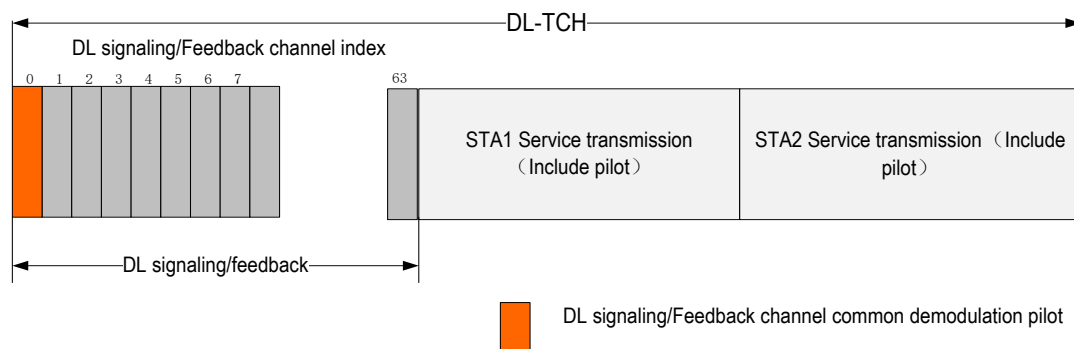 DL-TCH
DL signaling/Feedback channel index
0 1 2 3 4 5 6 7 63
STA1 Service transmission
（Include pilot）
STA2 Service transmission（Include
pilot）
DL signaling/feedback
DL signaling/Feedback channel common demodulation pilot